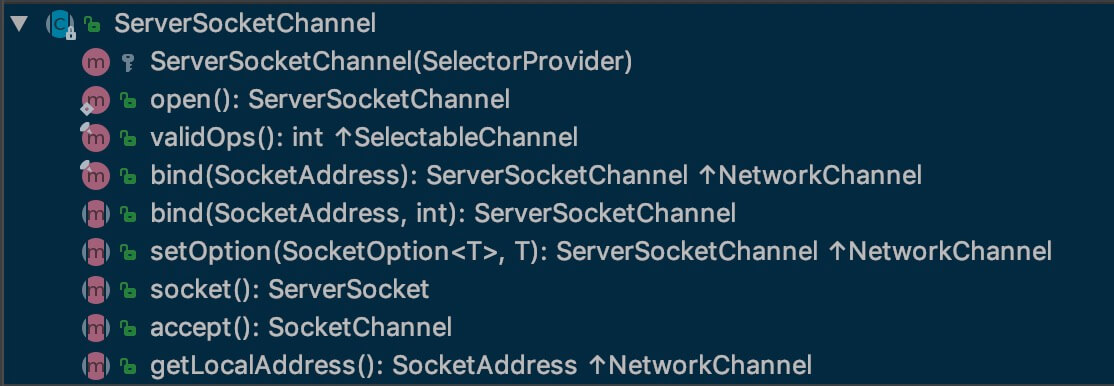 ServerSocketChannel
ServerSocketChannel(SelectorProvider)
open(): ServerSocketChannel
validOps(): int ↑SelectableChannel
bind(SocketAddress): ServerSocketChannel ↑NetworkChannel
bind(SocketAddress, int): ServerSocketChannel
setOption(SocketOption<T>, T): ServerSocketChannel ↑NetworkChannel
socket(): ServerSocket
accept(): SocketChannel
getLocalAddress(): SocketAddress ↑NetworkChannel